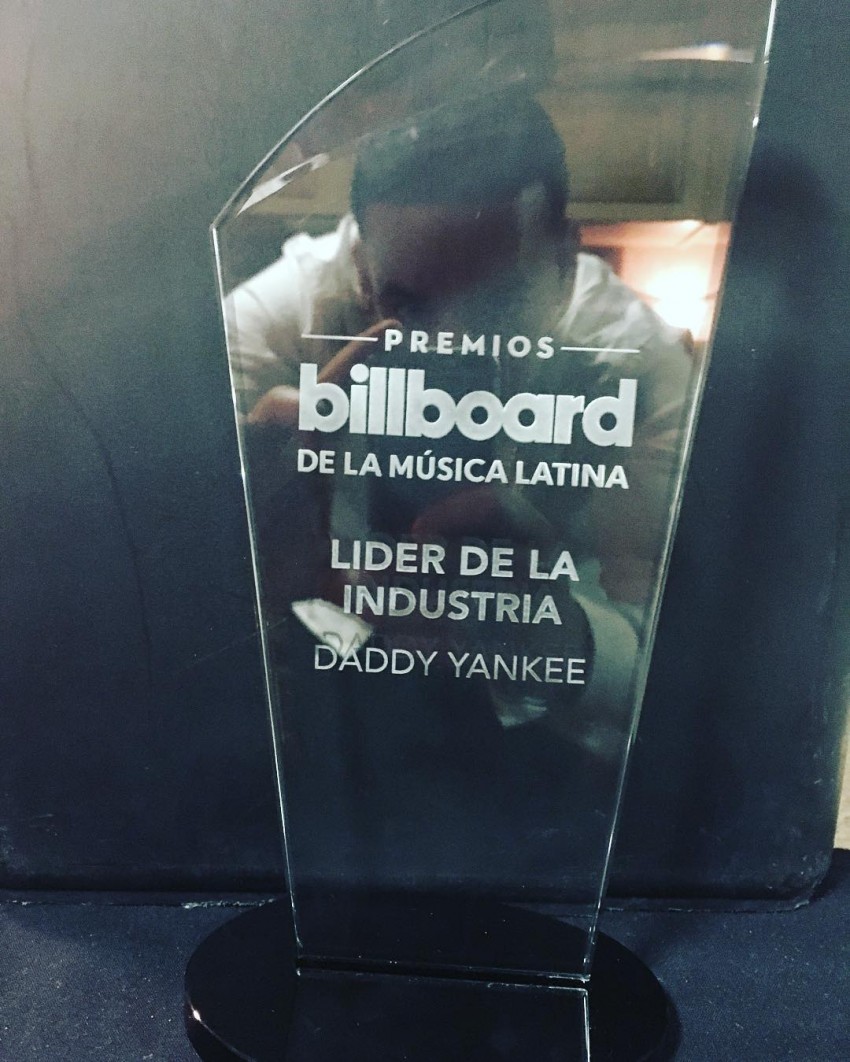 PREMIOS
billboard
DE LA MÚSICA LATINA
LIDER DE LA
INDUSTRIA
DADDY YANKEE